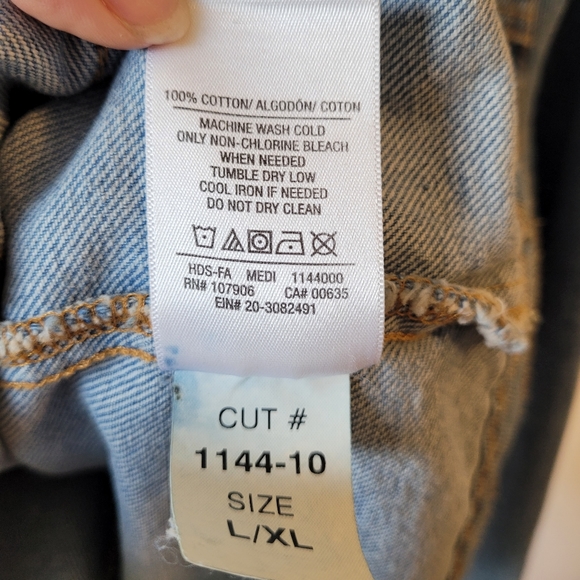 100% COTTON/ ALGODÓN/ COTON
MACHINE WASH COLD
ONLY NON-CHLORINE BLEACH
WHEN NEEDED
TUMBLE DRY LOW
COOL IRON IF NEEDED
DO NOT DRY CLEAN
HDS-FA MEDI 1144000
RN# 107906 CA# 00635
EIN# 20-3082491
CUT #
1144-10
SIZE
L/XL